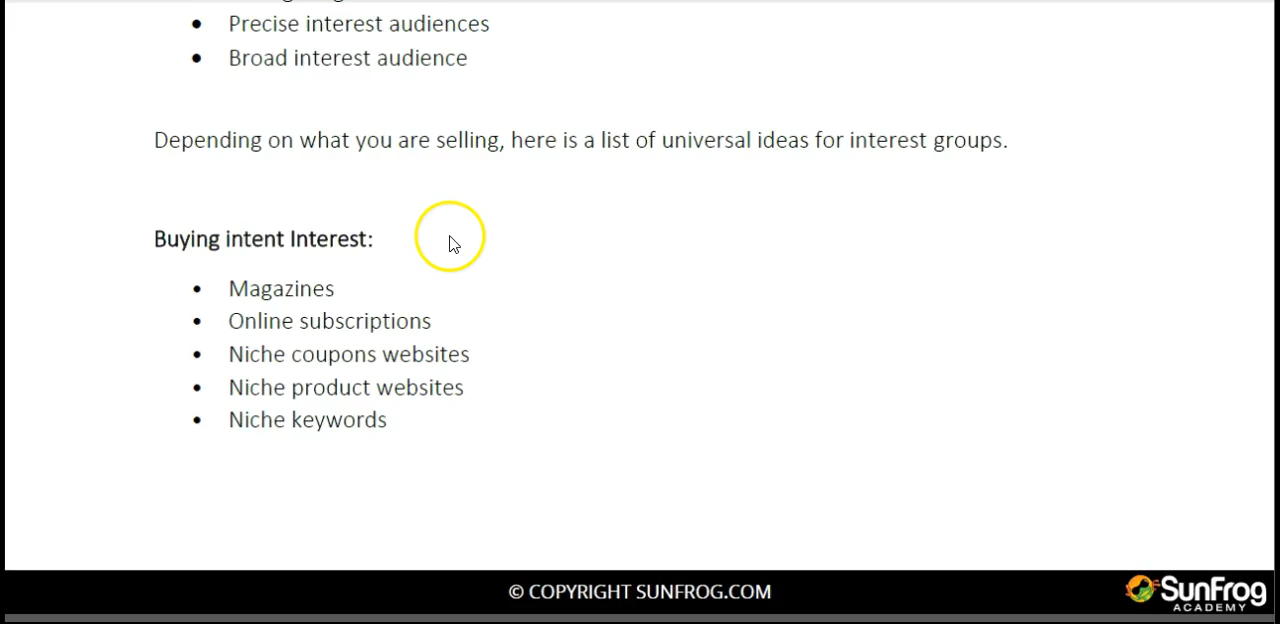 Precise interest audiences
Broad interest audience
Depending on what you are selling, here is a list of universal ideas for interest groups.
Buying intent Interest:
Magazines
Online subscriptions
Niche coupons websites
Niche product websites
Niche keywords
© COPYRIGHT SUNFROG.COM
SunFrog
ACADEMY